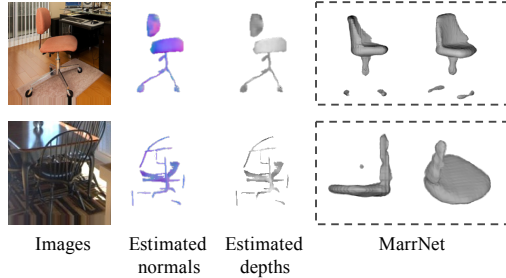 Images
Estimated
normals
Estimated
depths
MarrNet